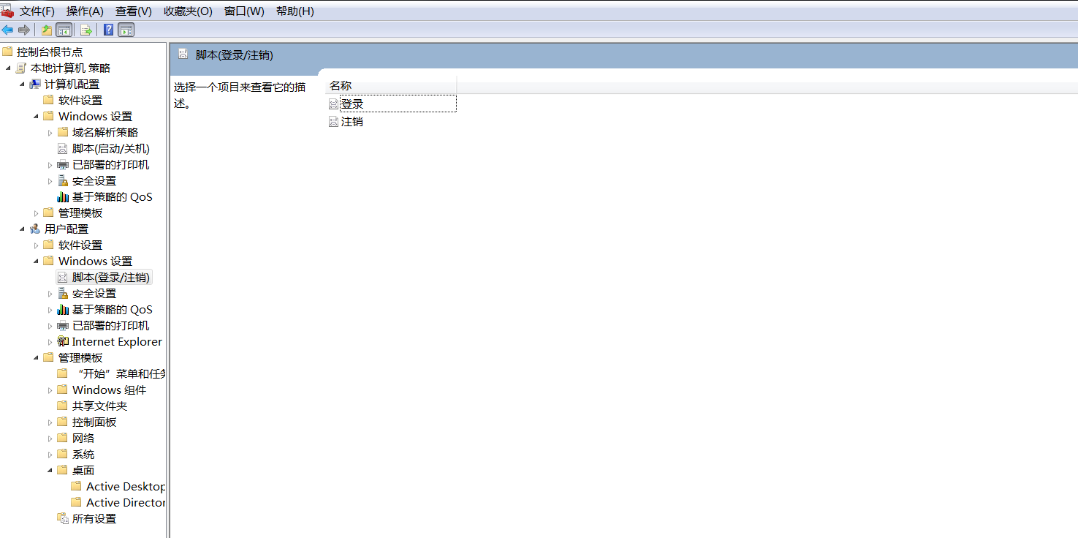 文件(F) 操作(A) 查看(V) 收藏夹(O) 窗口(W) 帮助(H)
控制台根节点
本地计算机 策略
计算机配置
软件设置
Windows 设置
域名解析策略
脚本(启动/关机)
已部署的打印机
安全设置
基于策略的 QoS
管理模板
用户配置
软件设置
Windows 设置
脚本(登录/注销)
安全设置
基于策略的 QoS
已部署的打印机
Internet Explorer
管理模板
“开始”菜单和任务
Windows 组件
共享文件夹
控制面板
网络
系统
桌面
Active Desktop
Active Director
所有设置
脚本(登录/注销)
选择一个项目来查看它的描
述。
名称
登录
注销